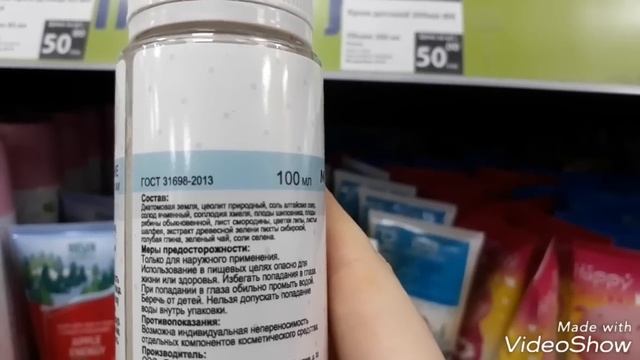 50
50
ГОСТ 31698-2013 100 мл
Состав:
Диатомовая земля, цеолит природный, соль алтайских озер,
солод ячменный, соплодия хмеля, плоды шиповника, плоды
рябины обыкновенной, лист смородины, цветки липы, листья
шалфея, экстракт древесной зелени пихты сибирской,
голубая глина, зеленый чай, соли селена.
Меры предосторожности:
Только для наружного применения.
Использование в пищевых целях опасно для
жизни или здоровья. Избегать попадания в глаза.
При попадании в глаза обильно промыть водой.
Беречь от детей. Нельзя допускать попадание
воды внутрь упаковки.
Противопоказания:
Возможна индивидуальная непереносимость
отдельных компонентов косметического средства.
Производитель:
APPLE
ENERGY
Happy
Made with
VideoShow